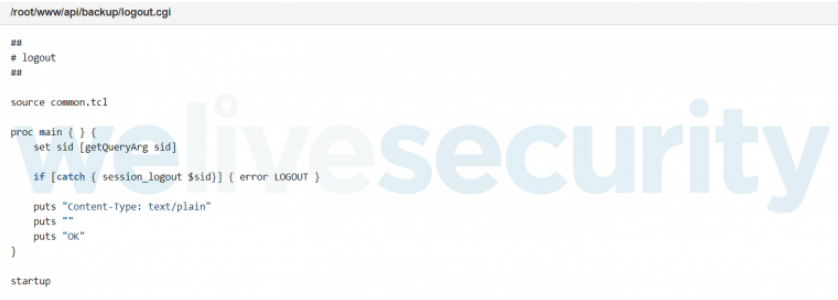 /root/www/api/backup/logout.cgi
##
# logout
##
source common.tcl
proc main { } {
    set sid [getQueryArg sid]
    if [catch { session_logout $sid}] { error LOGOUT }
    puts "Content-Type: text/plain"
    puts ""
    puts "OK"
}
startup
welivesecurity